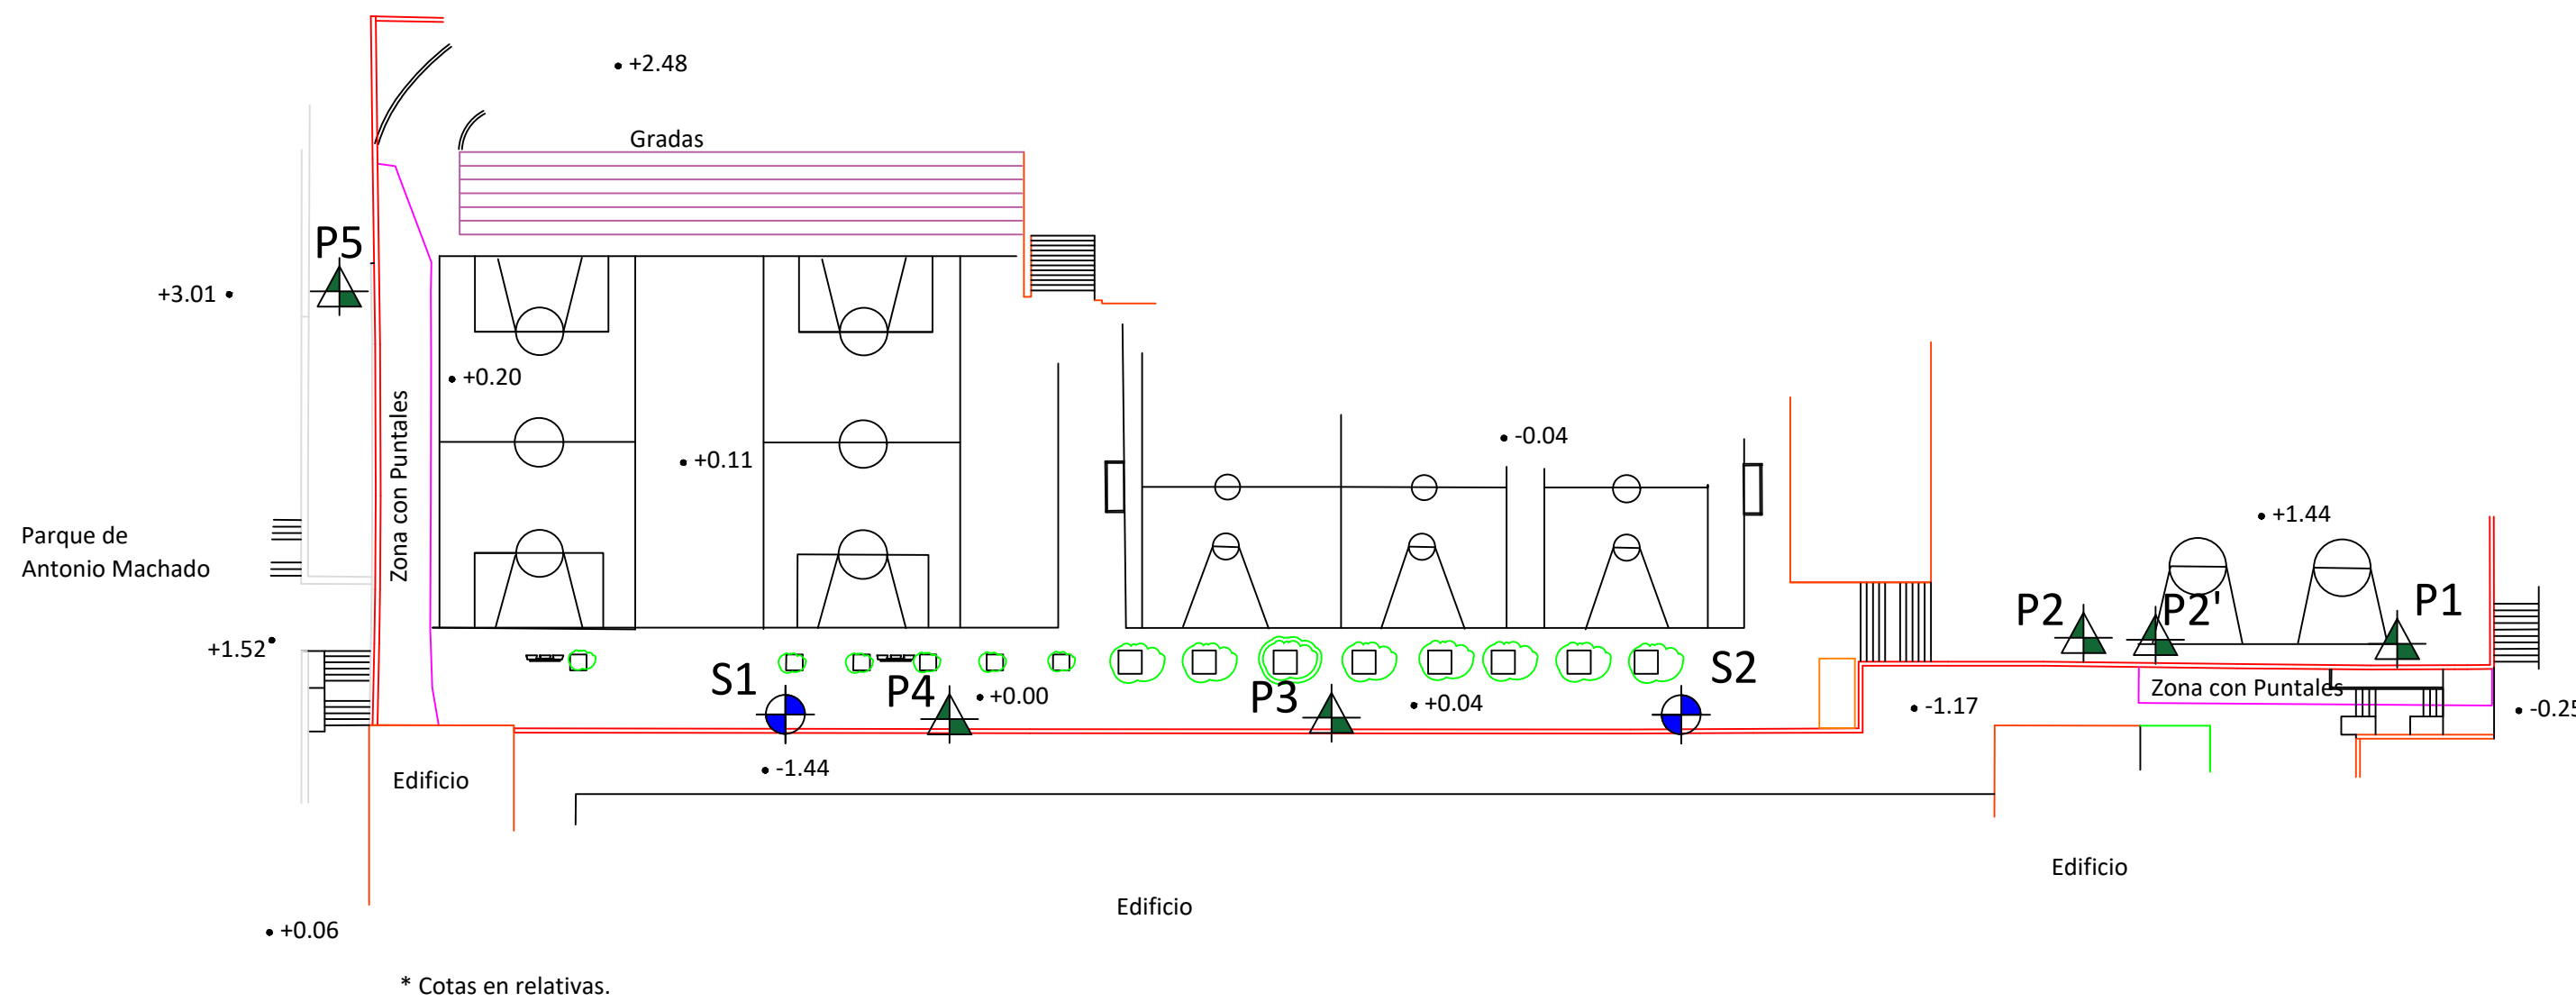 +2.48
Gradas
P5
+3.01
+0.20
Zona con Puntales
+0.11
-0.04
+1.44
Parque de
Antonio Machado
P2
P2'
P1
+1.52
S1
P4
+0.00
P3
+0.04
S2
Zona con Puntales
-1.17
-0.25
-1.44
Edificio
Edificio
Edificio
+0.06
* Cotas en relativas.